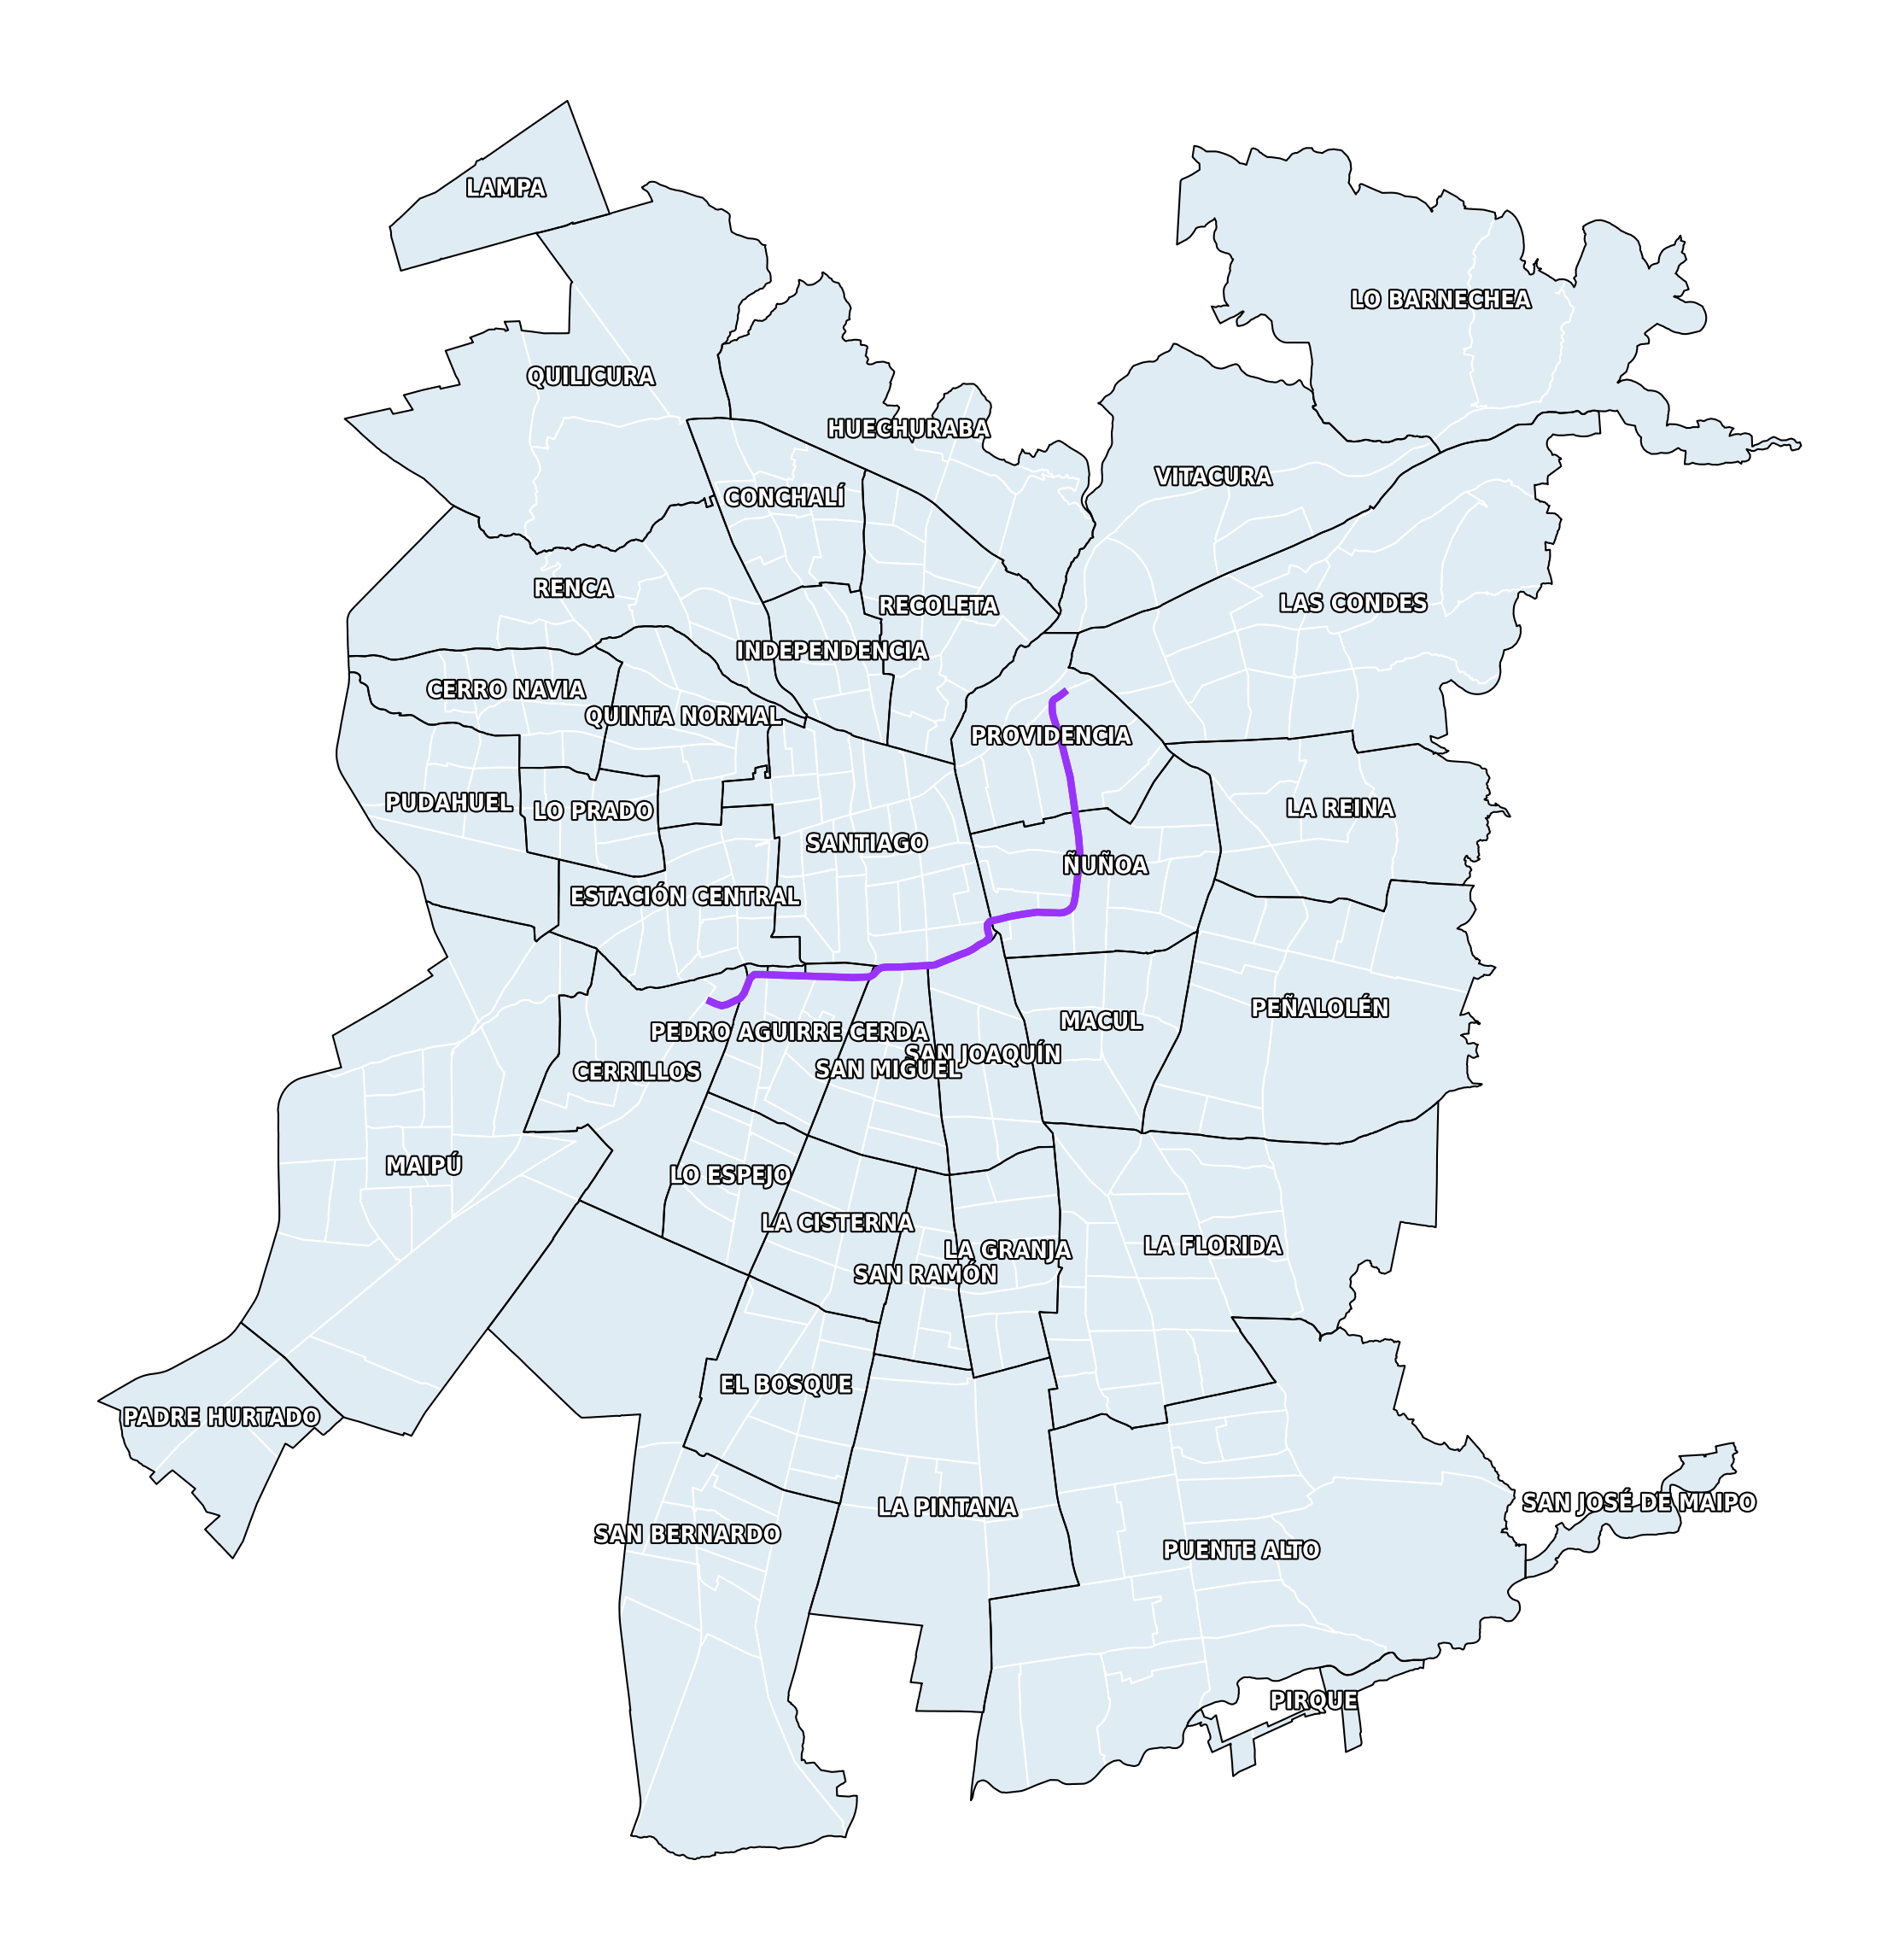 LAMPA
LO BARNECHEA
QUILICURA
HUECHURABA
VITACURA
CONCHALÍ
RENCA
LAS CONDES
RECOLETA
INDEPENDENCIA
CERRO NAVIA
QUINTA NORMAL
PROVIDENCIA
PUDAHUEL
LO PRADO
LA REINA
SANTIAGO
ÑUÑOA
ESTACIÓN CENTRAL
PEÑALOLÉN
MACUL
PEDRO AGUIRRE CERDA
SAN JOAQUÍN
SAN MIGUEL
CERRILLOS
MAIPÚ
LO ESPEJO
LA CISTERNA
LA FLORIDA
LA GRANJA
SAN RAMÓN
EL BOSQUE
PADRE HURTADO
SAN JOSÉ DE MAIPO
LA PINTANA
SAN BERNARDO
PUENTE ALTO
PIRQUE